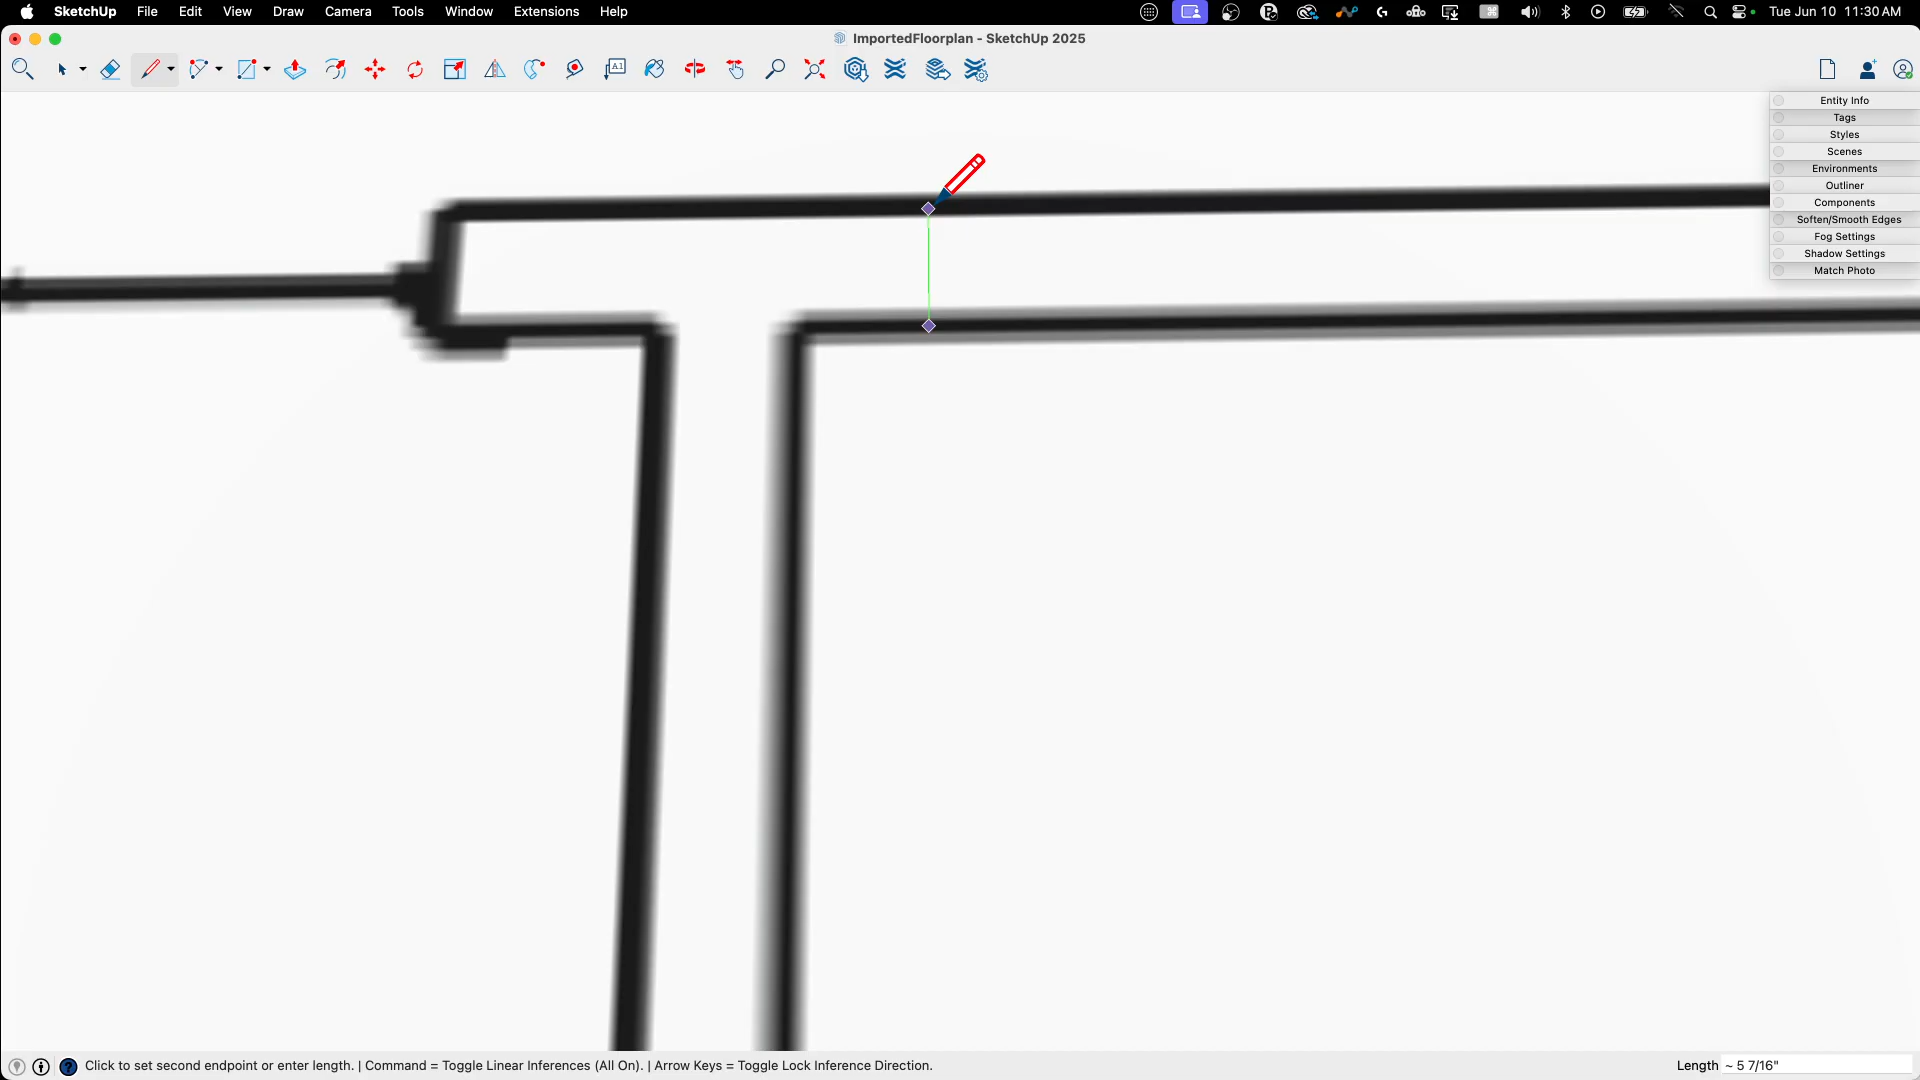 SketchUp File Edit View Draw Camera Tools Window Extensions Help Tue Jun 10 11:30 AM
ImportedFloorplan - SketchUp 2025
A1
Entity Info
Tags
Styles
Scenes
Environments
Outliner
Components
Soften/Smooth Edges
Fog Settings
Shadow Settings
Match Photo
Click to set second endpoint or enter length. | Command = Toggle Linear Inferences (All On). | Arrow Keys = Toggle Lock Inference Direction. Length ~ 5 7/16"